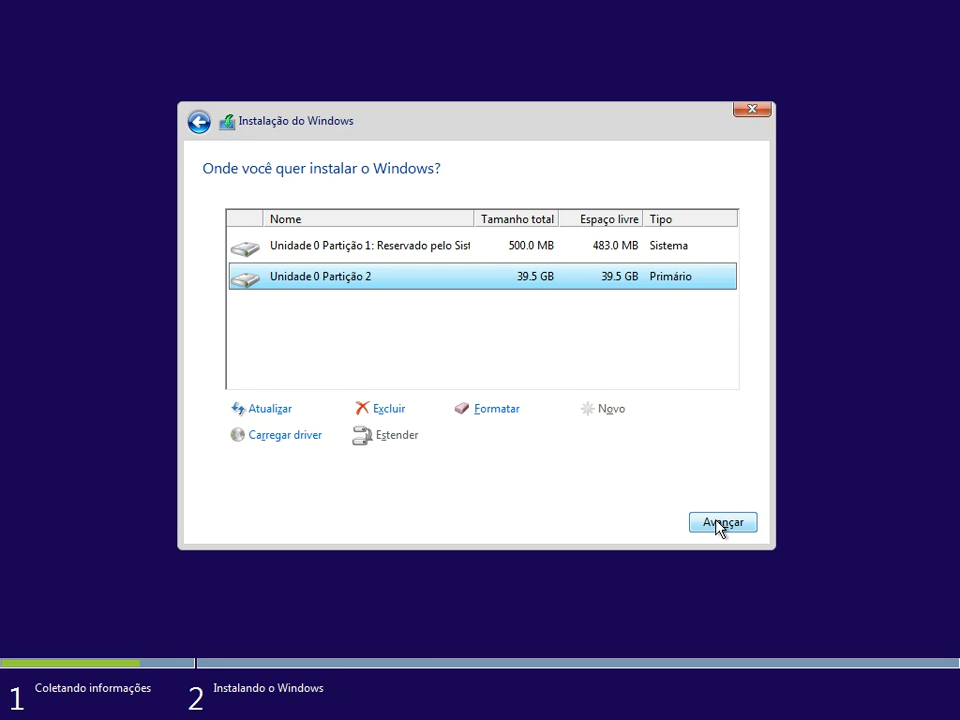 Instalação do Windows
Onde você quer instalar o Windows?
Nome Tamanho total Espaço livre Tipo
Unidade 0 Partição 1: Reservado pelo Sist 500.0 MB 483.0 MB Sistema
Unidade 0 Partição 2 39.5 GB 39.5 GB Primário
Atualizar Excluir Formatar Novo
Carregar driver Estender
Avançar
1 Coletando informações 2 Instalando o Windows